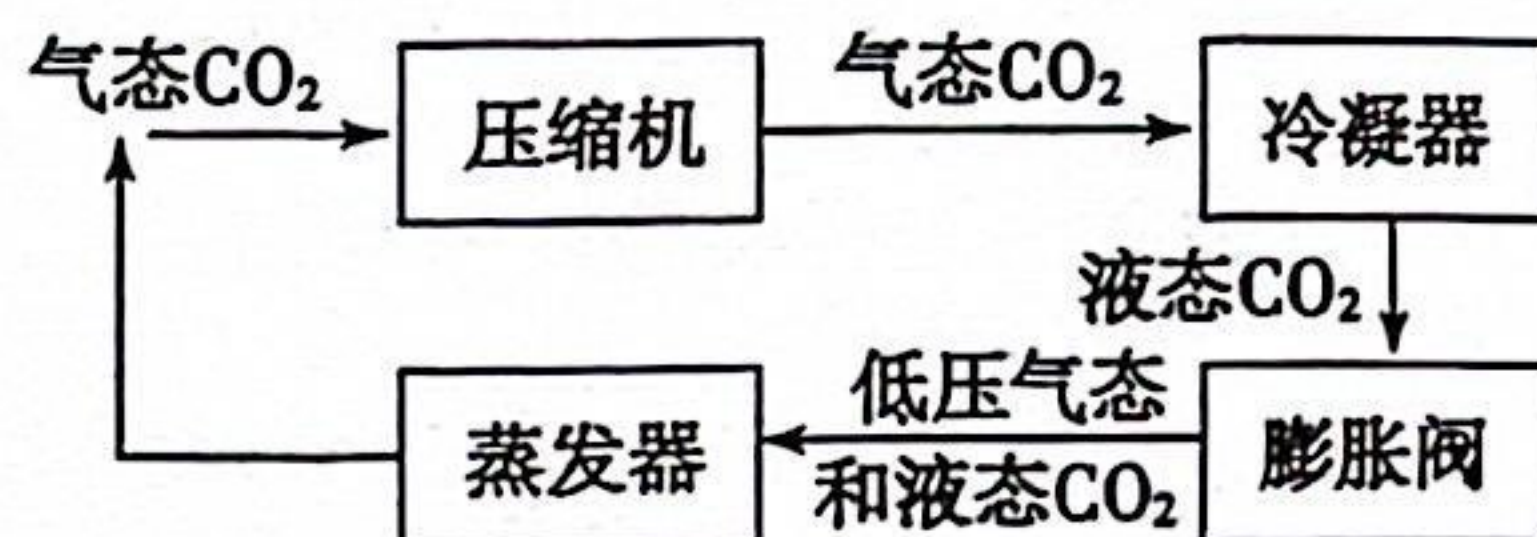 气态CO₂
压缩机
气态CO₂
冷凝器
液态CO₂
低压气态
和液态CO₂
膨胀阀
蒸发器